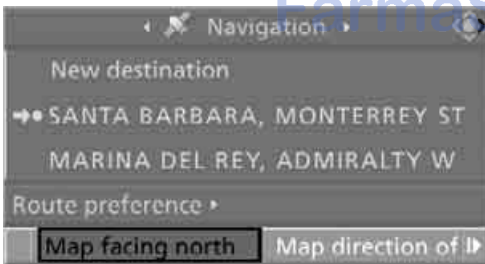 Navigation
New destination
SANTA BARBARA, MONTERREY ST
MARINA DEL REY, ADMIRALTY W
Route preference
Map facing north Map direction of